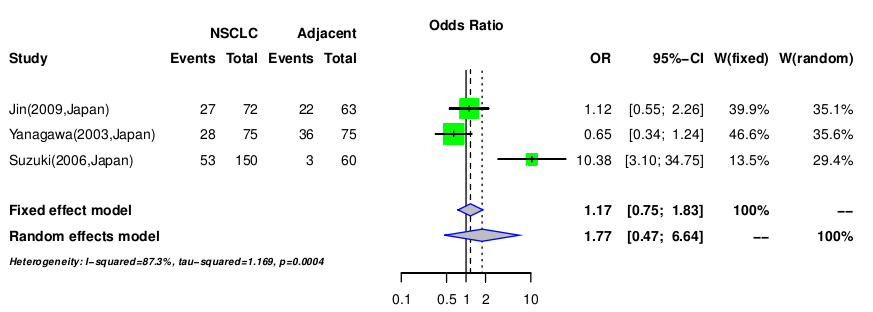 Odds Ratio
NSCLC Adjacent
Study Events Total Events Total OR 95%−CI W(fixed) W(random)
Jin(2009,Japan) 27 72 22 63 1.12 [0.55; 2.26] 39.9% 35.1%
Yanagawa(2003,Japan) 28 75 36 75 0.65 [0.34; 1.24] 46.6% 35.6%
Suzuki(2006,Japan) 53 150 3 60 10.38 [3.10; 34.75] 13.5% 29.4%
Fixed effect model 1.17 [0.75; 1.83] 100% −−
Random effects model 1.77 [0.47; 6.64] −− 100%
Heterogeneity: I−squared=87.3%, tau−squared=1.169, p=0.0004
0.1 0.5 1 2 10